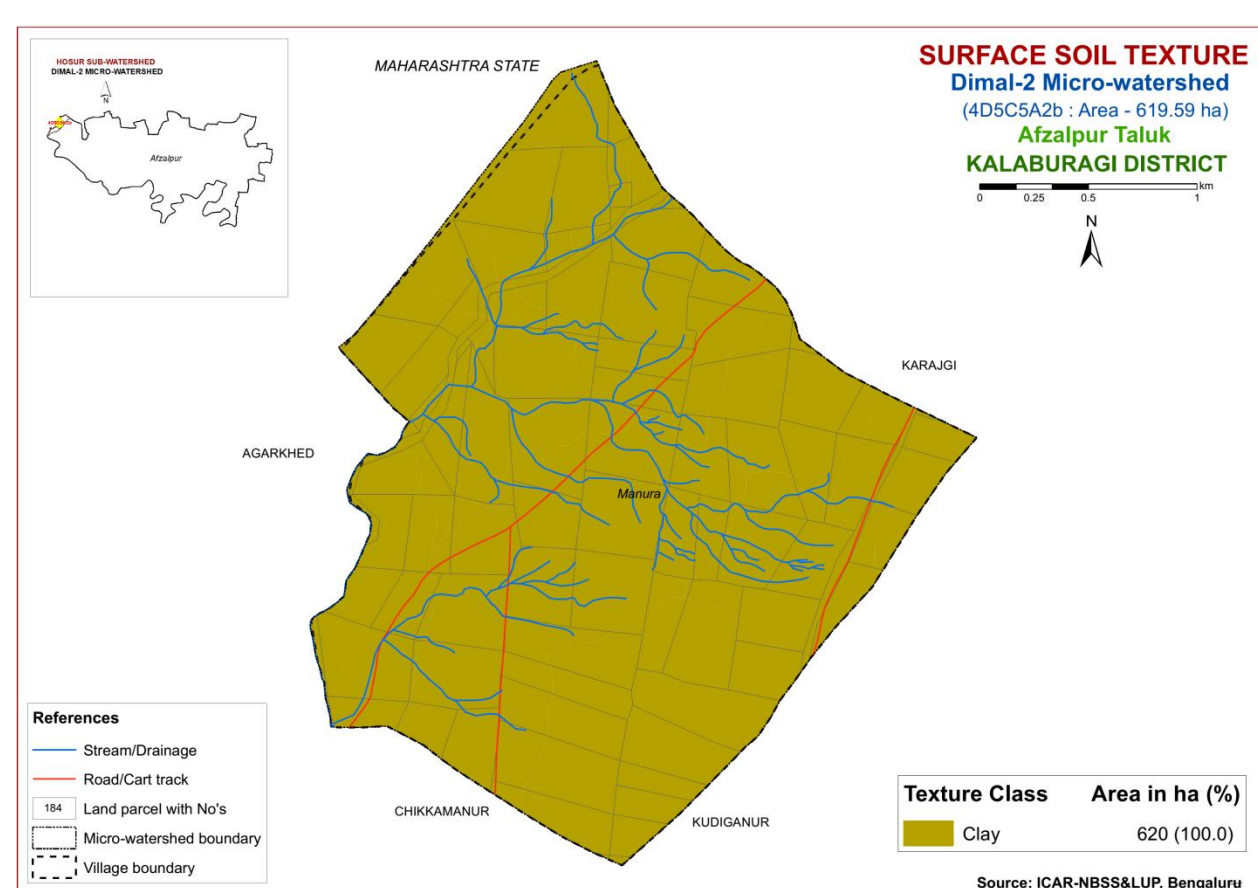 HOSUR SUB-WATERSHED
DIMAL-2 MICRO-WATERSHED
N
Afzalpur
MAHARASHTRA STATE
SURFACE SOIL TEXTURE
Dimal-2 Micro-watershed
(4D5C5A2b : Area - 619.59 ha)
Afzalpur Taluk
KALABURAGI DISTRICT
km
0 0.25 0.5 1
N
KARAJGI
AGARKHED
Manura
CHIKKAMANUR
KUDIGANUR
References
Stream/Drainage
Road/Cart track
184 Land parcel with No's
Micro-watershed boundary
Village boundary
Texture Class Area in ha (%)
Clay 620 (100.0)
Source: ICAR-NBSS&LUP, Bengaluru